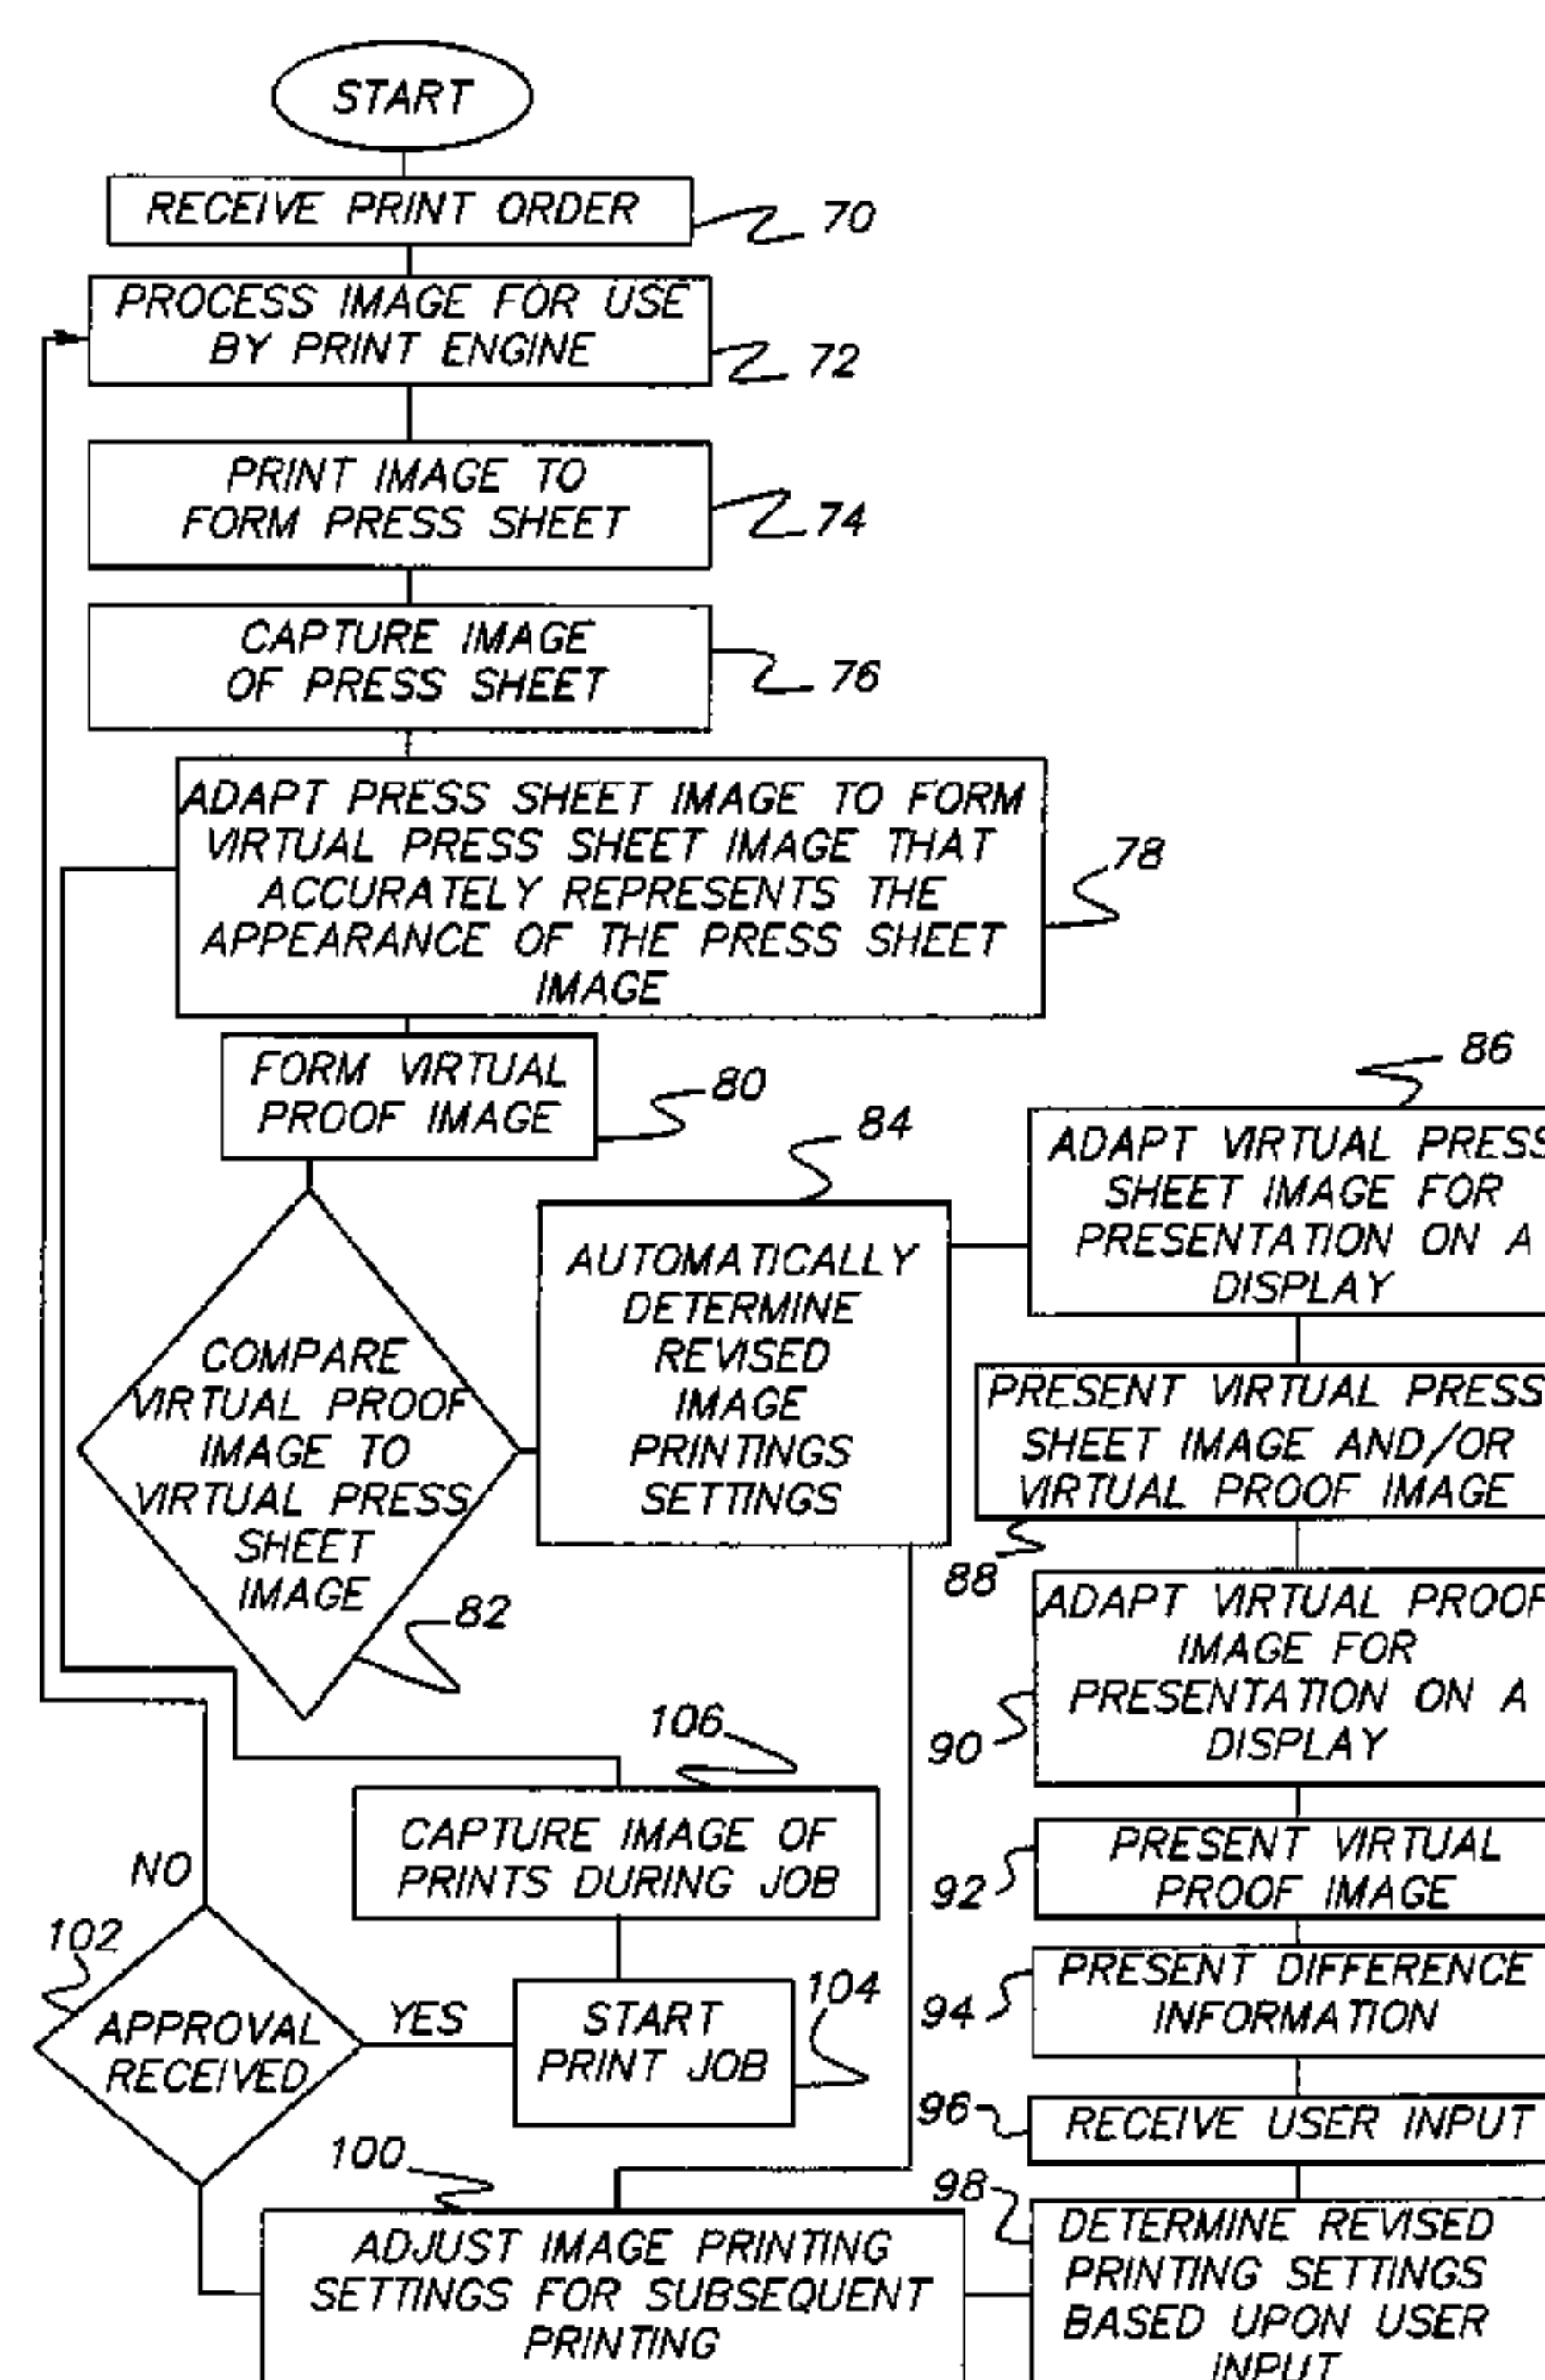 START
RECEIVE PRINT ORDER
70
PROCESS IMAGE FOR USE
BY PRINT ENGINE
72
PRINT IMAGE TO
FORM PRESS SHEET
74
CAPTURE IMAGE
OF PRESS SHEET
76
ADAPT PRESS SHEET IMAGE TO FORM
VIRTUAL PRESS SHEET IMAGE THAT
ACCURATELY REPRESENTS THE
APPEARANCE OF THE PRESS SHEET
IMAGE
78
FORM VIRTUAL
PROOF IMAGE
80
COMPARE
VIRTUAL PROOF
IMAGE TO
VIRTUAL PRESS
SHEET
IMAGE
82
84
AUTOMATICALLY
DETERMINE
REVISED
IMAGE
PRINTINGS
SETTINGS
86
ADAPT VIRTUAL PRESS
SHEET IMAGE FOR
PRESENTATION ON A
DISPLAY
PRESENT VIRTUAL PRESS
SHEET IMAGE AND/OR
VIRTUAL PROOF IMAGE
88
ADAPT VIRTUAL PROOF
IMAGE FOR
PRESENTATION ON A
DISPLAY
90
PRESENT VIRTUAL
PROOF IMAGE
92
PRESENT DIFFERENCE
INFORMATION
94
RECEIVE USER INPUT
96
98
DETERMINE REVISED
PRINTING SETTINGS
BASED UPON USER
INPUT
100
ADJUST IMAGE PRINTING
SETTINGS FOR SUBSEQUENT
PRINTING
102
APPROVAL
RECEIVED
NO
YES
START
PRINT JOB
104
106
CAPTURE IMAGE OF
PRINTS DURING JOB